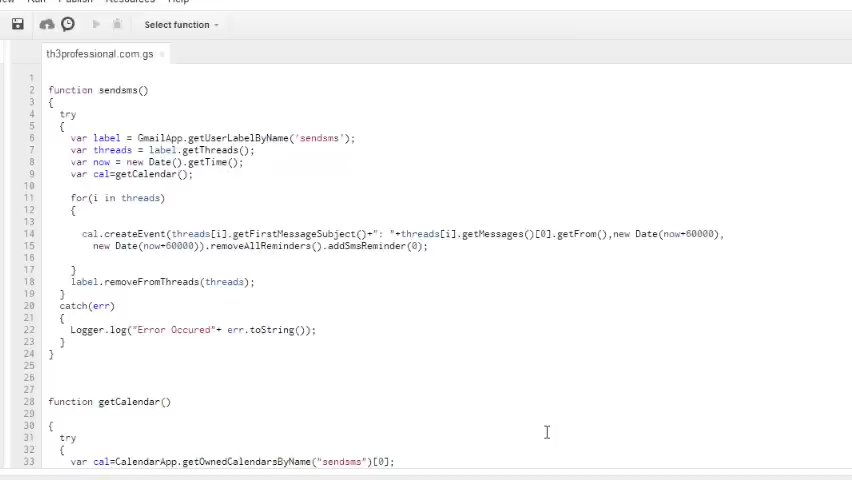 Run
Resources
Help
Select function
th3professional.com.gs
1
2 function sendsms()
3 {
4 try
5 {
6 var label = GmailApp.getUserLabelByName('sendsms');
7 var threads = label.getThreads();
8 var now = new Date().getTime();
9 var cal=getCalendar();
10
11 for(i in threads)
12 {
13
14 cal.createEvent(threads[i].getFirstMessageSubject()+": "+threads[i].getMessages()[0].getFrom(),new Date(now+60000),
15 new Date(now+60000)).removeAllReminders().addSmsReminder(0);
16
17 }
18 label.removeFromThreads(threads);
19 }
20 catch(err)
21 {
22 Logger.log("Error Occured"+ err.toString());
23 }
24 }
25
26
27
28 function getCalendar()
29
30 {
31 try
32 {
33 var cal=CalendarApp.getOwnedCalendarsByName("sendsms")[0];